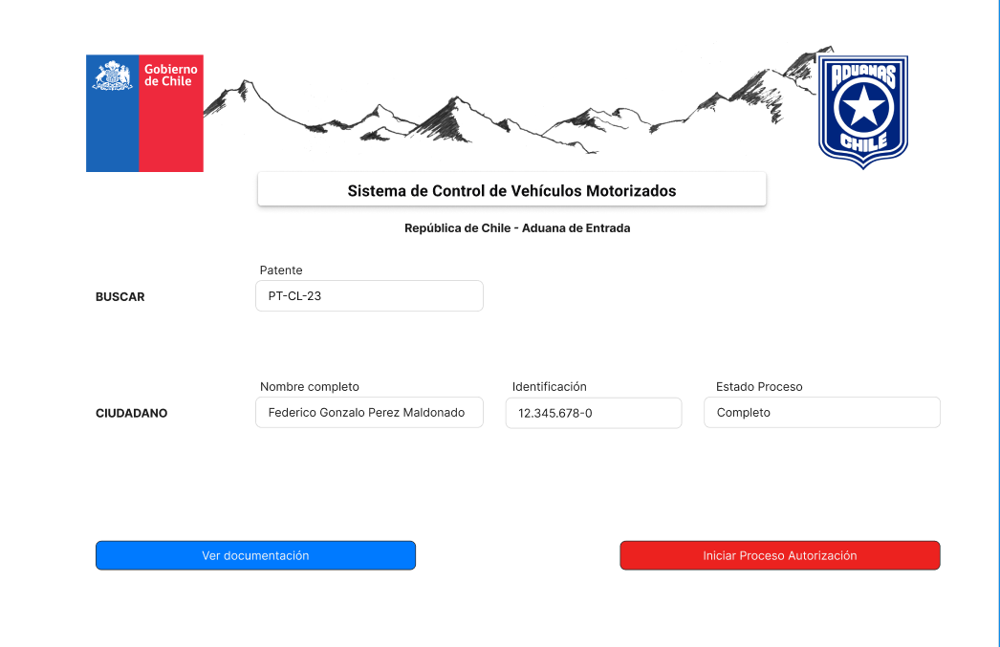 Gobierno
de Chile
ADUANAS
CHILE
Sistema de Control de Vehículos Motorizados
República de Chile - Aduana de Entrada
Patente
BUSCAR
PT-CL-23
Nombre completo
Identificación
Estado Proceso
CIUDADANO
Federico Gonzalo Perez Maldonado
12.345.678-0
Completo
Ver documentación
Iniciar Proceso Autorización